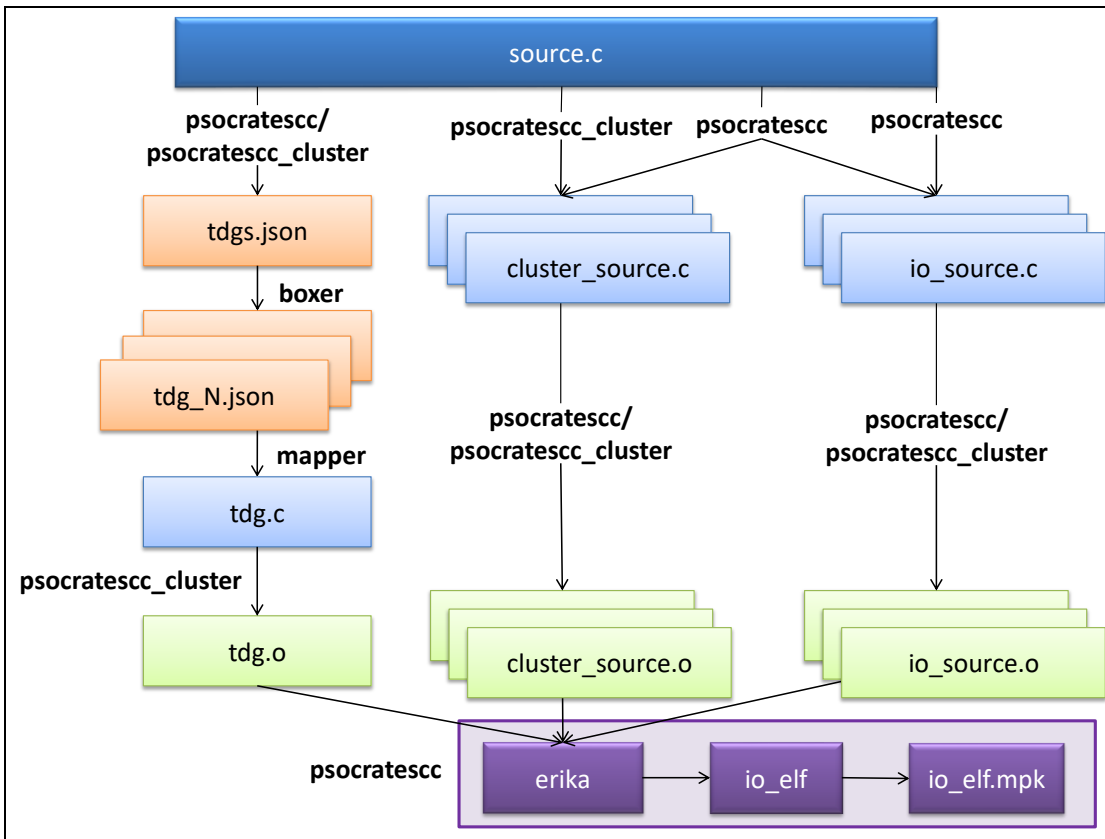 source.c
psocratescc/
psocratescc_cluster
psocratescc_cluster
psocratescc
psocratescc
tdgs.json
cluster_source.c
io_source.c
boxer
tdg_N.json
psocratescc/
psocratescc_cluster
psocratescc/
psocratescc_cluster
mapper
tdg.c
psocratescc_cluster
tdg.o
cluster_source.o
io_source.o
psocratescc
erika
io_elf
io_elf.mpk